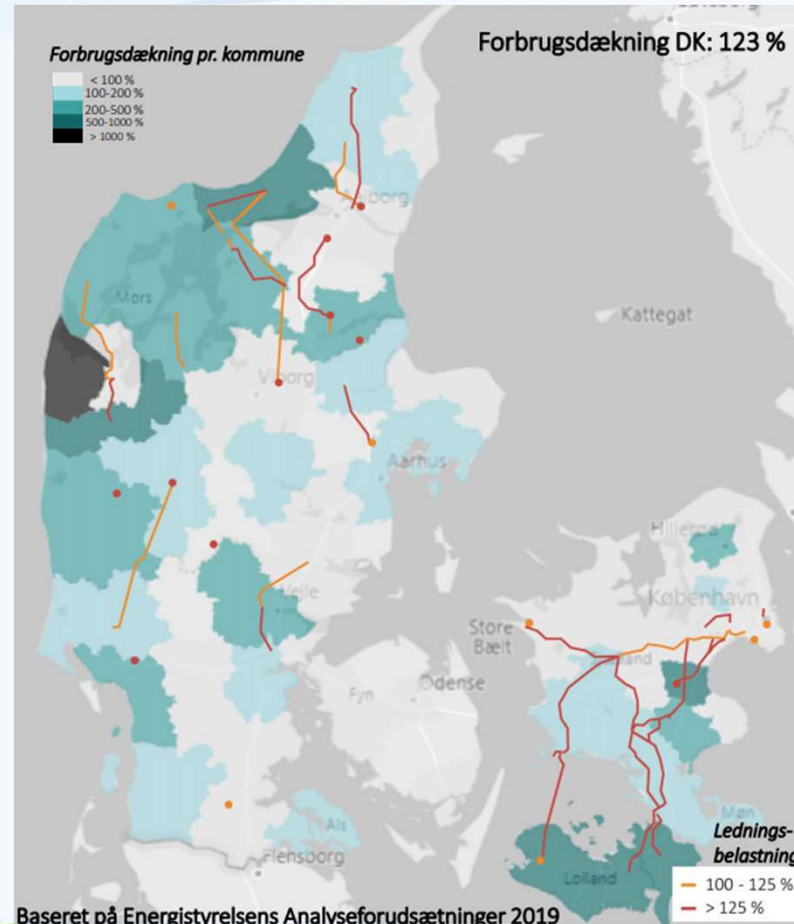 Forbrugsdækning DK: 123 %
Forbrugsdækning pr. kommune
< 100 %
100-200 %
200-500 %
500-1000 %
> 1000 %
Aalborg
Mors
Kattegat
Viborg
Aarhus
Hillerød
København
Vejle
Store
Bælt
Fyn
Odense
Møn
Als
Flensborg
Lolland
Lednings-
belastning
100 - 125 %
> 125 %
Baseret på Energistyrelsens Analyseforudsætninger 2019